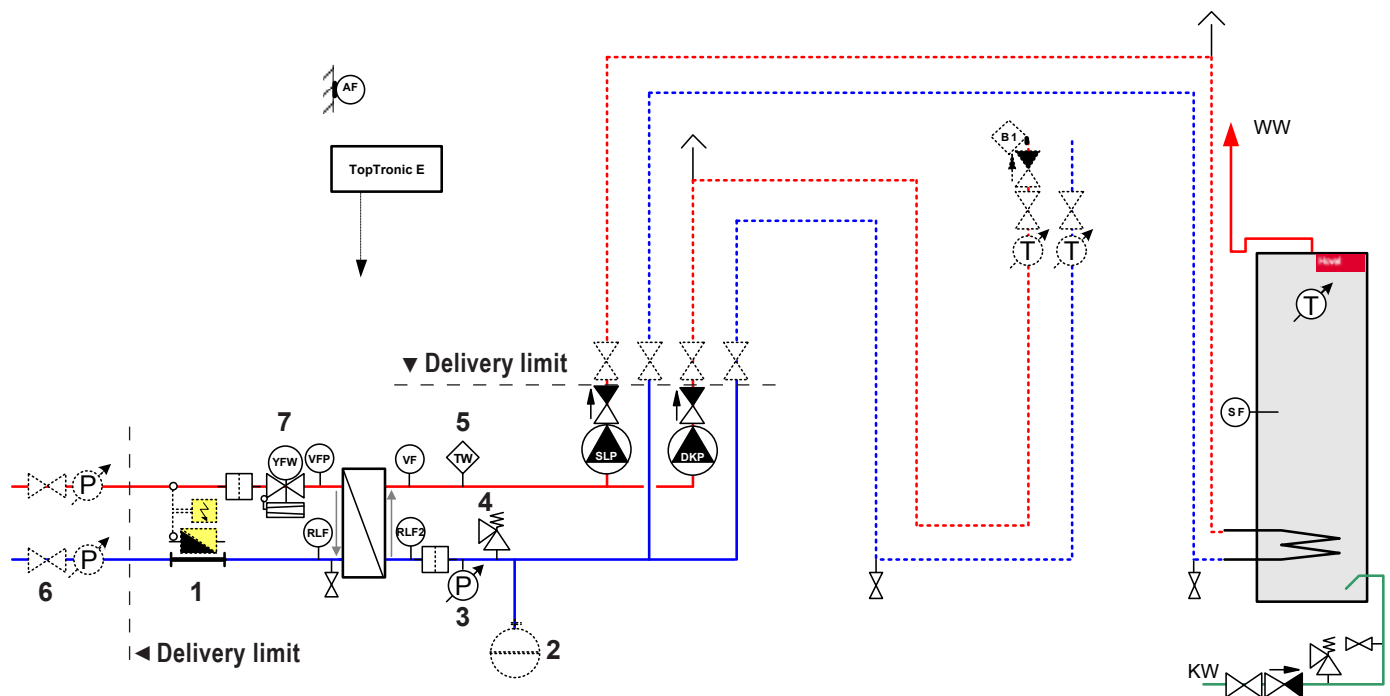 AF
TopTronic E
B1
WW
T
T
Hoval
T
▼ Delivery limit
SF
7
5
YFW
VFP
VF
TW
SLP
DKP
P
4
RLF
RLF2
P
P
6
1
3
2
◄ Delivery limit
KW